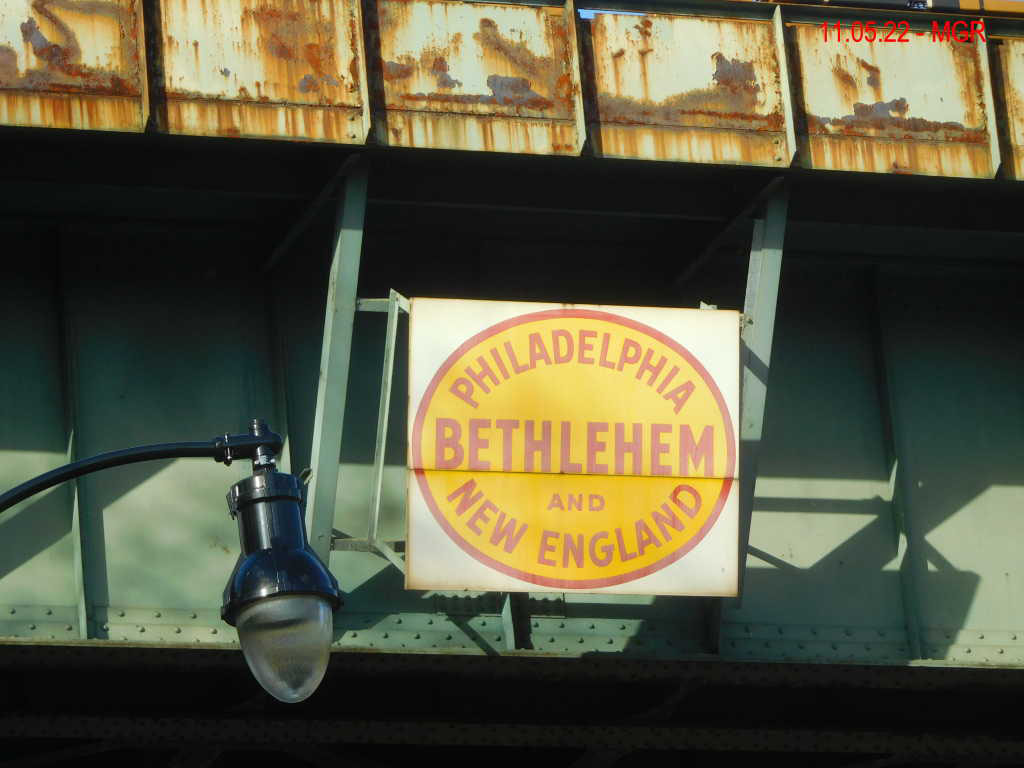 11.05.22 - MGR
PHILADELPHIA
BETHLEHEM
AND
NEW ENGLAND